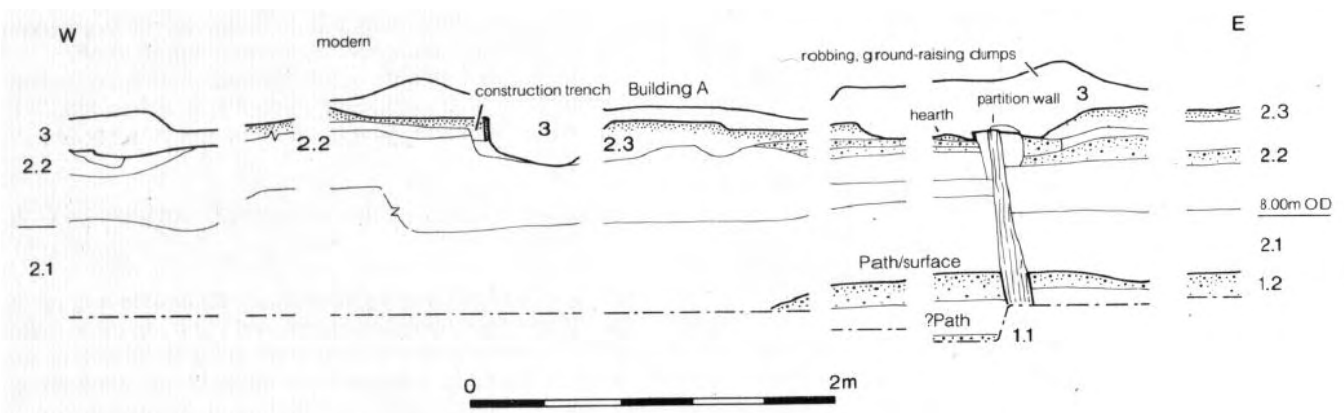 W
E
modern
robbing, ground-raising dumps
construction trench
Building A
3
partition wall
hearth
3
2.2
2.2
3
2.3
2.3
2.2
8.00m OD
2.1
2.1
Path/surface
1.2
?Path
1.1
0
2m